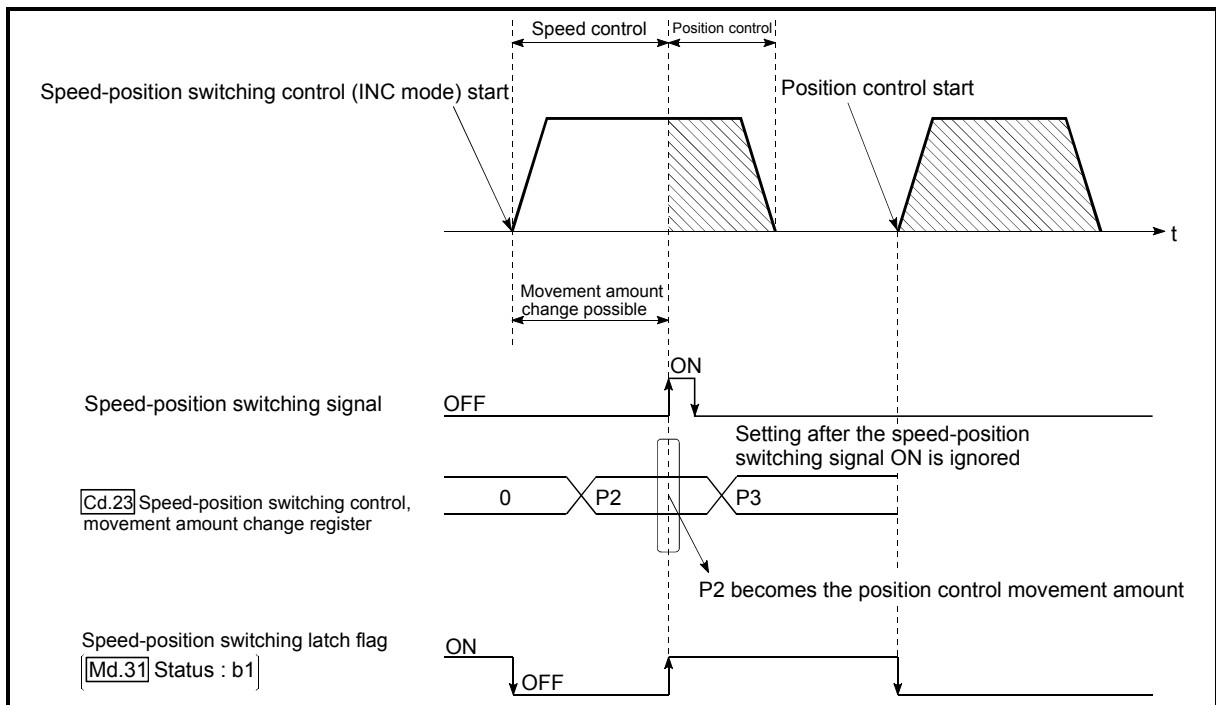 Speed control
Position control
Speed-position switching control (INC mode) start
Position control start
t
Movement amount
change possible
ON
Speed-position switching signal
OFF
Setting after the speed-position
switching signal ON is ignored
Cd.23 Speed-position switching control,
movement amount change register
0
P2
P3
P2 becomes the position control movement amount
Speed-position switching latch flag
Md.31 Status : b1
ON
OFF